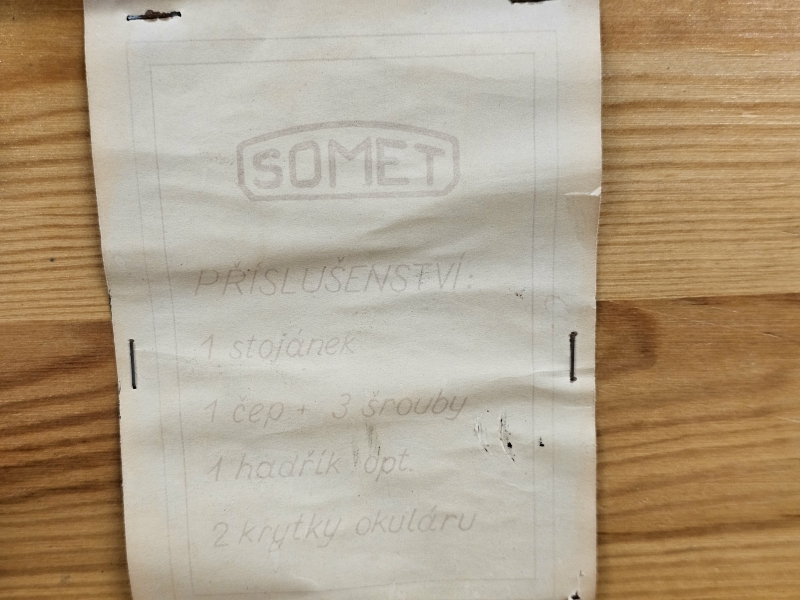 SOMET
PŘÍSLUŠENSTVÍ:
1 stojánek
1 čep + 3 šrouby
1 hadřík opt.
2 krytky okuláru